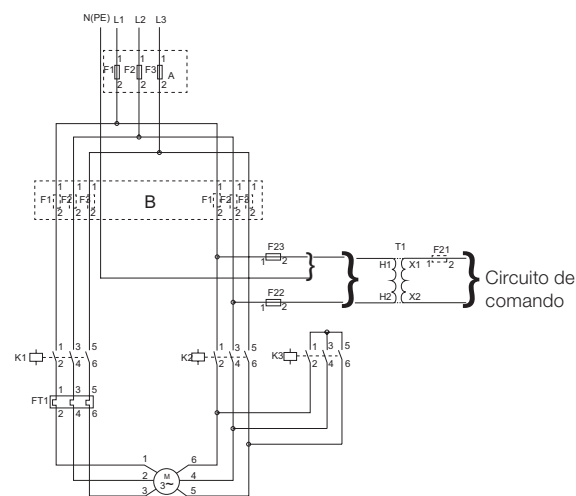 N(PE) L1 L2 L3
1 1 1
F1 F2 F3 A
2 2 2
1 1 1 1 1 1
F1 F2 F3 B F1 F2 F3
2 2 2 2 2 2
F23
1 2
T1
F21
H1 X1 1 2
H2 X2
Circuito de
comando
F22
1 2
1 3 5 1 3 5 1 3 5
K1 K2 K3
2 4 6 2 4 6 2 4 6
1 3 5
FT1
2 4 6
1 6
2 M 3~ 4
3 5